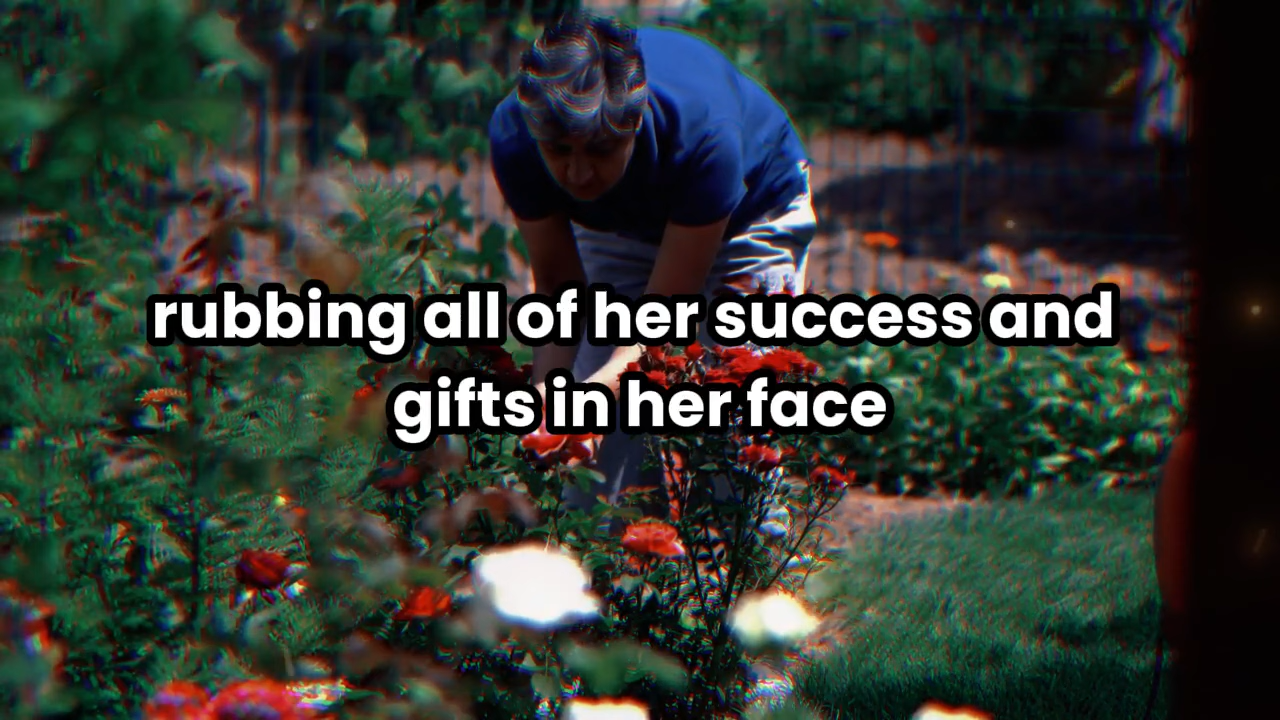 rubbing all of her success and
gifts in her face